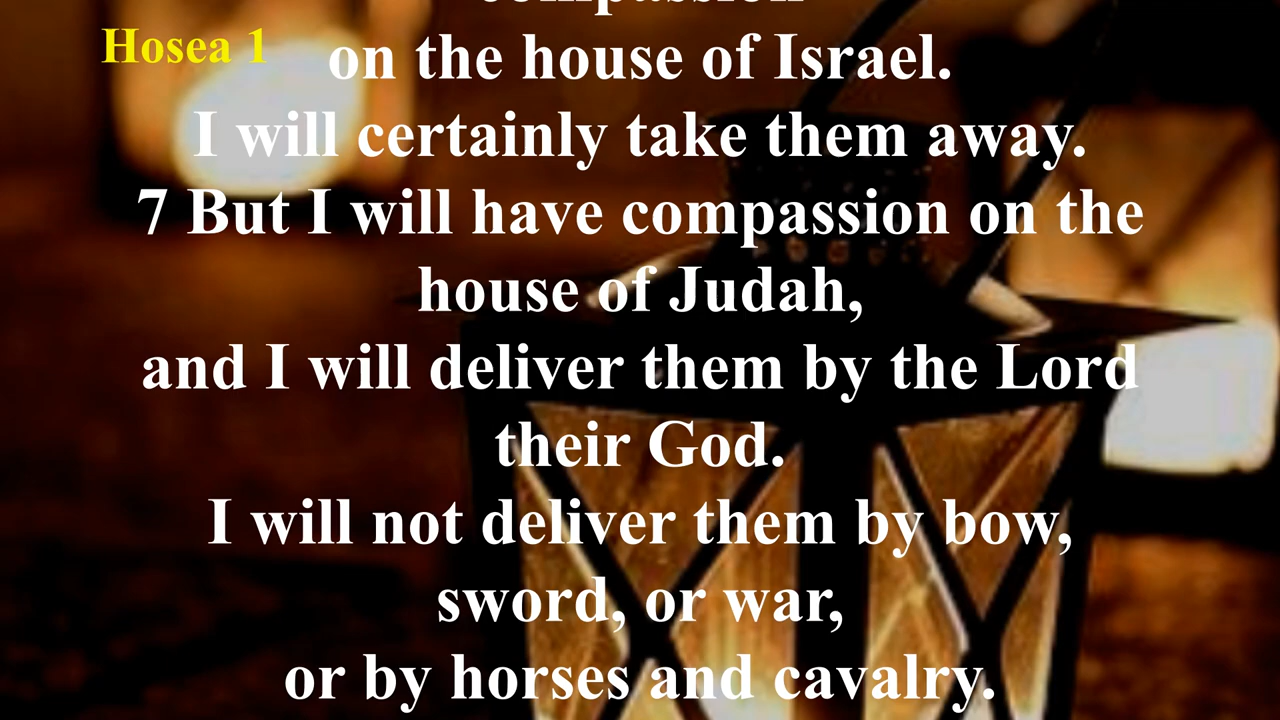 compassion
Hosea 1
on the house of Israel.
I will certainly take them away.
7 But I will have compassion on the
house of Judah,
and I will deliver them by the Lord
their God.
I will not deliver them by bow,
sword, or war,
or by horses and cavalry.